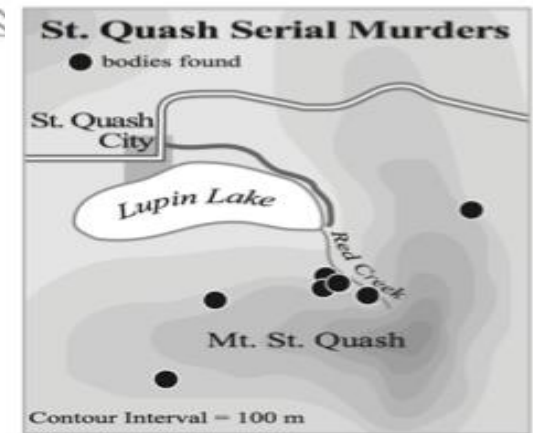 St. Quash Serial Murders
bodies found
St. Quash
City
Lupin Lake
Red Creek
Mt. St. Quash
Contour Interval = 100 m